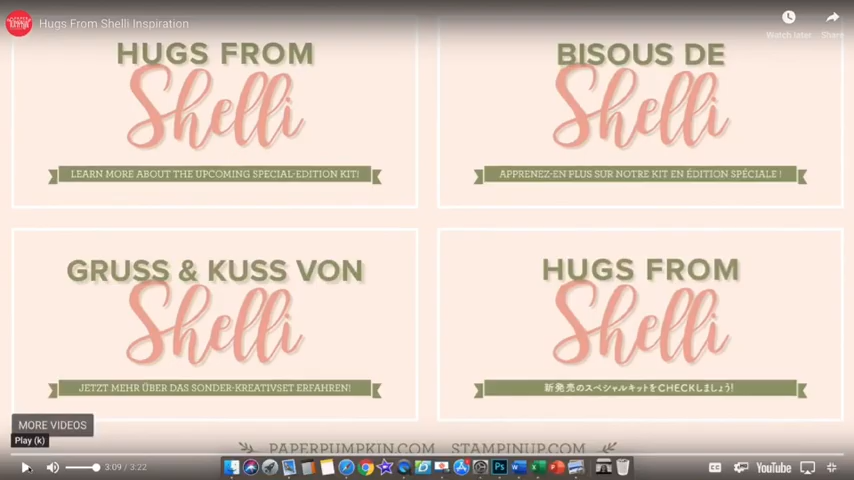 Hugs From Shelli Inspiration
Watch later
Share
HUGS FROM
Shelli
LEARN MORE ABOUT THE UPCOMING SPECIAL-EDITION KIT!
BISOUS DE
Shelli
APPRENEZ-EN PLUS SUR NOTRE KIT EN ÉDITION SPÉCIALE !
GRUSS & KUSS VON
Shelli
JETZT MEHR ÜBER DAS SONDER-KREATIVSET ERFAHREN!
HUGS FROM
Shelli
新発売のスペシャルキットをCHECKしましょう!
MORE VIDEOS
Play (k)
PAPERPUMPKIN.COM STAMPINUP.COM
3:09 / 3:22
CC
YouTube